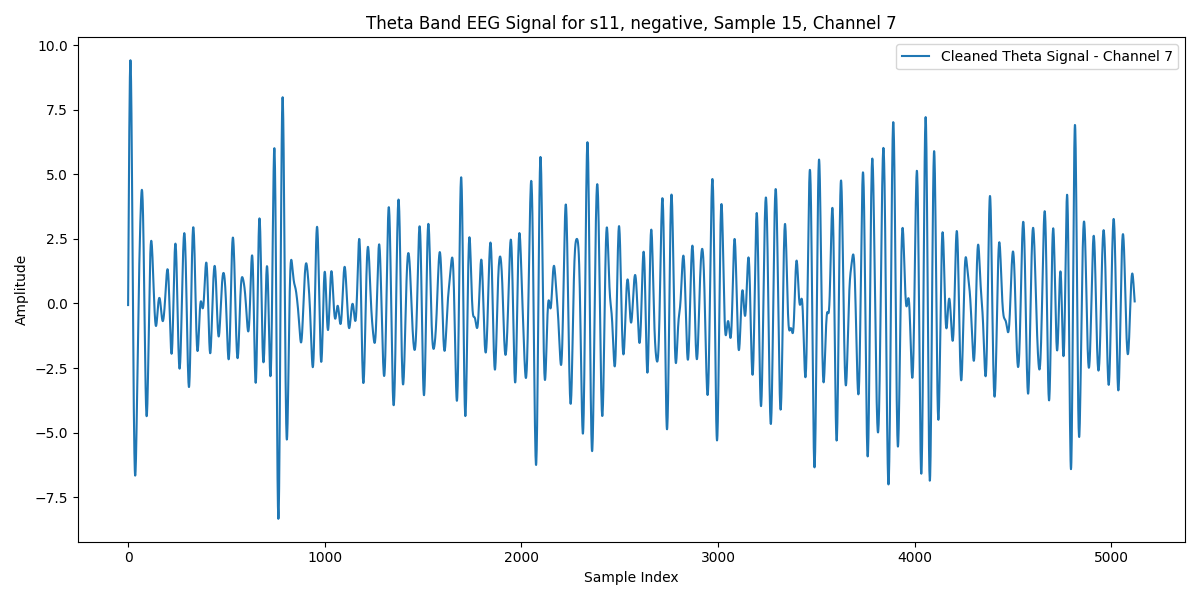 Theta Band EEG Signal for s11, negative, Sample 15, Channel 7
Cleaned Theta Signal - Channel 7
Amplitude
10.0
7.5
5.0
2.5
0.0
−2.5
−5.0
−7.5
0 1000 2000 3000 4000 5000
Sample Index